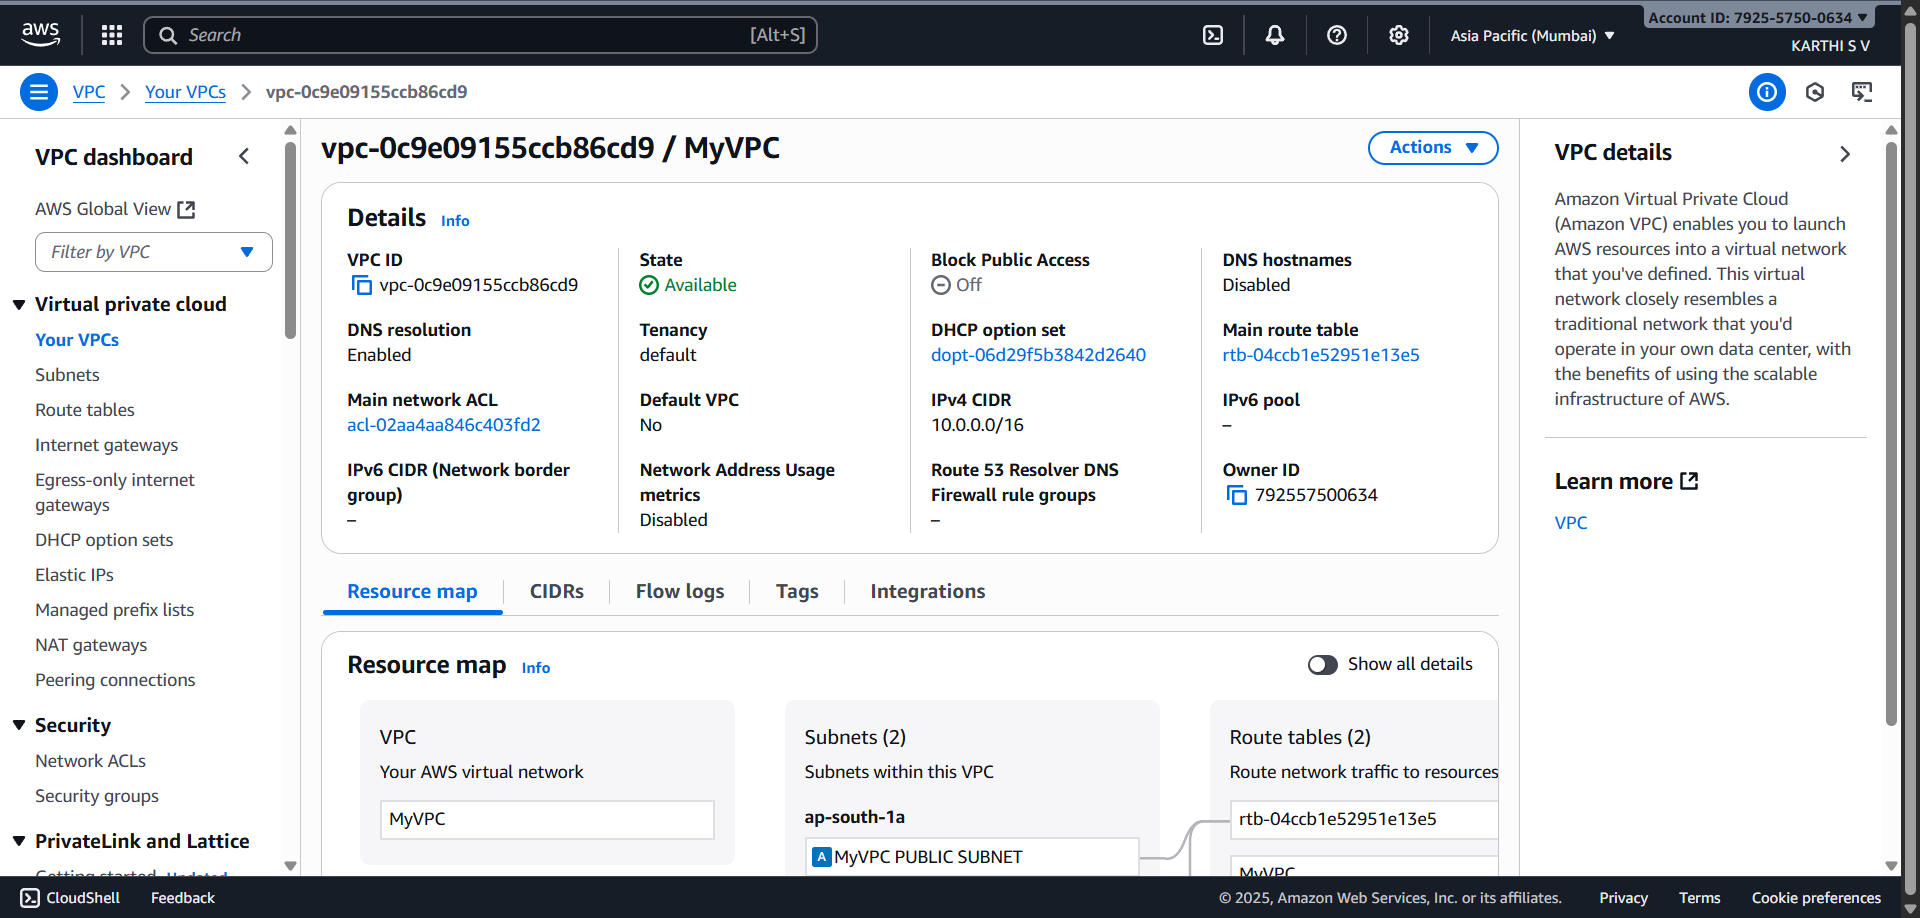 aws
Search
[Alt+S]
Asia Pacific (Mumbai)
Account ID: 7925-5750-0634
KARTHI S V
VPC
Your VPCs
vpc-0c9e09155ccb86cd9
VPC dashboard
AWS Global View
Filter by VPC
Virtual private cloud
Your VPCs
Subnets
Route tables
Internet gateways
Egress-only internet
gateways
DHCP option sets
Elastic IPs
Managed prefix lists
NAT gateways
Peering connections
Security
Network ACLs
Security groups
PrivateLink and Lattice
Getting started Updated
vpc-0c9e09155ccb86cd9 / MyVPC
Actions
Details Info
VPC ID
vpc-0c9e09155ccb86cd9
State
Available
Block Public Access
Off
DNS hostnames
Disabled
DNS resolution
Enabled
Tenancy
default
DHCP option set
dopt-06d29f5b3842d2640
Main route table
rtb-04ccb1e52951e13e5
Main network ACL
acl-02aa4aa846c403fd2
Default VPC
No
IPv4 CIDR
10.0.0.0/16
IPv6 pool
–
IPv6 CIDR (Network border
group)
–
Network Address Usage
metrics
Disabled
Route 53 Resolver DNS
Firewall rule groups
–
Owner ID
792557500634
Resource map
CIDRs
Flow logs
Tags
Integrations
Resource map Info
Show all details
VPC
Your AWS virtual network
MyVPC
Subnets (2)
Subnets within this VPC
ap-south-1a
A MyVPC PUBLIC SUBNET
Route tables (2)
Route network traffic to resources
rtb-04ccb1e52951e13e5
MyVPC
VPC details
Amazon Virtual Private Cloud
(Amazon VPC) enables you to launch
AWS resources into a virtual network
that you've defined. This virtual
network closely resembles a
traditional network that you'd
operate in your own data center, with
the benefits of using the scalable
infrastructure of AWS.
Learn more
VPC
CloudShell
Feedback
© 2025, Amazon Web Services, Inc. or its affiliates.
Privacy
Terms
Cookie preferences